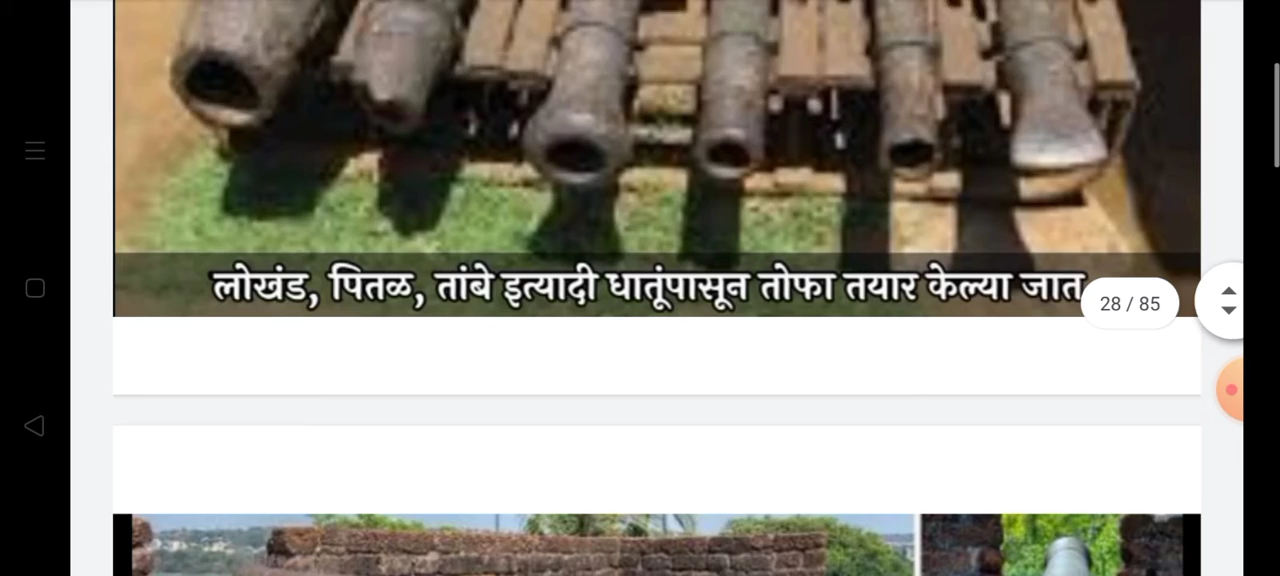 लोखंड, पितळ, तांबे इत्यादी धातूंपासून तोफा तयार केल्या जात
28 / 85